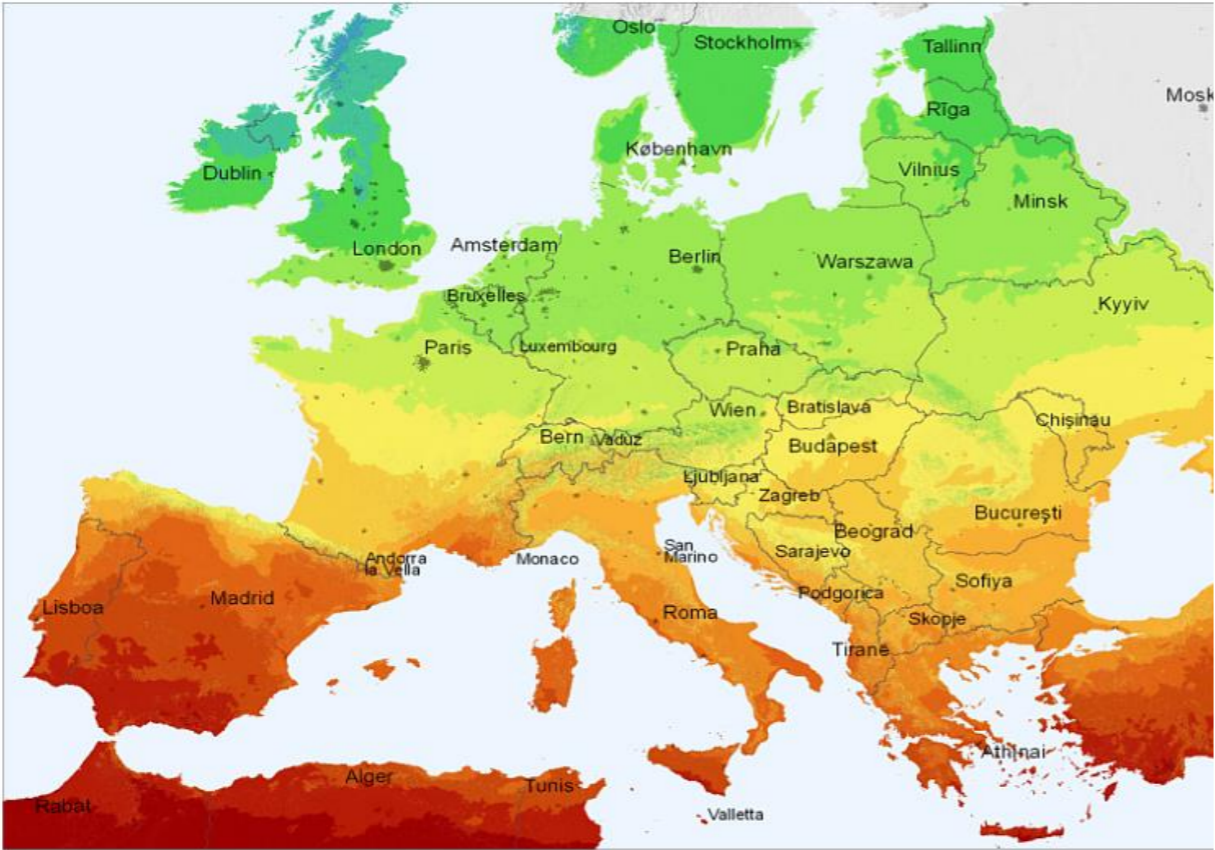 Oslo
Stockholm
Tallinn
Mosk
Rīga
København
Dublin
Vilnius
Minsk
London
Amsterdam
Berlin
Warszawa
Bruxelles
Kyyiv
Paris
Luxembourg
Praha
Wien
Bratislava
Chişinau
Bern
Vaduz
Budapest
Ljubljana
Zagreb
Bucureşti
Beograd
San
Marino
Sarajevo
Monaco
Andorra
la Vella
Sofiya
Podgorica
Madrid
Lisboa
Roma
Skopje
Tiranë
Athinai
Alger
Tunis
Rabat
Valletta